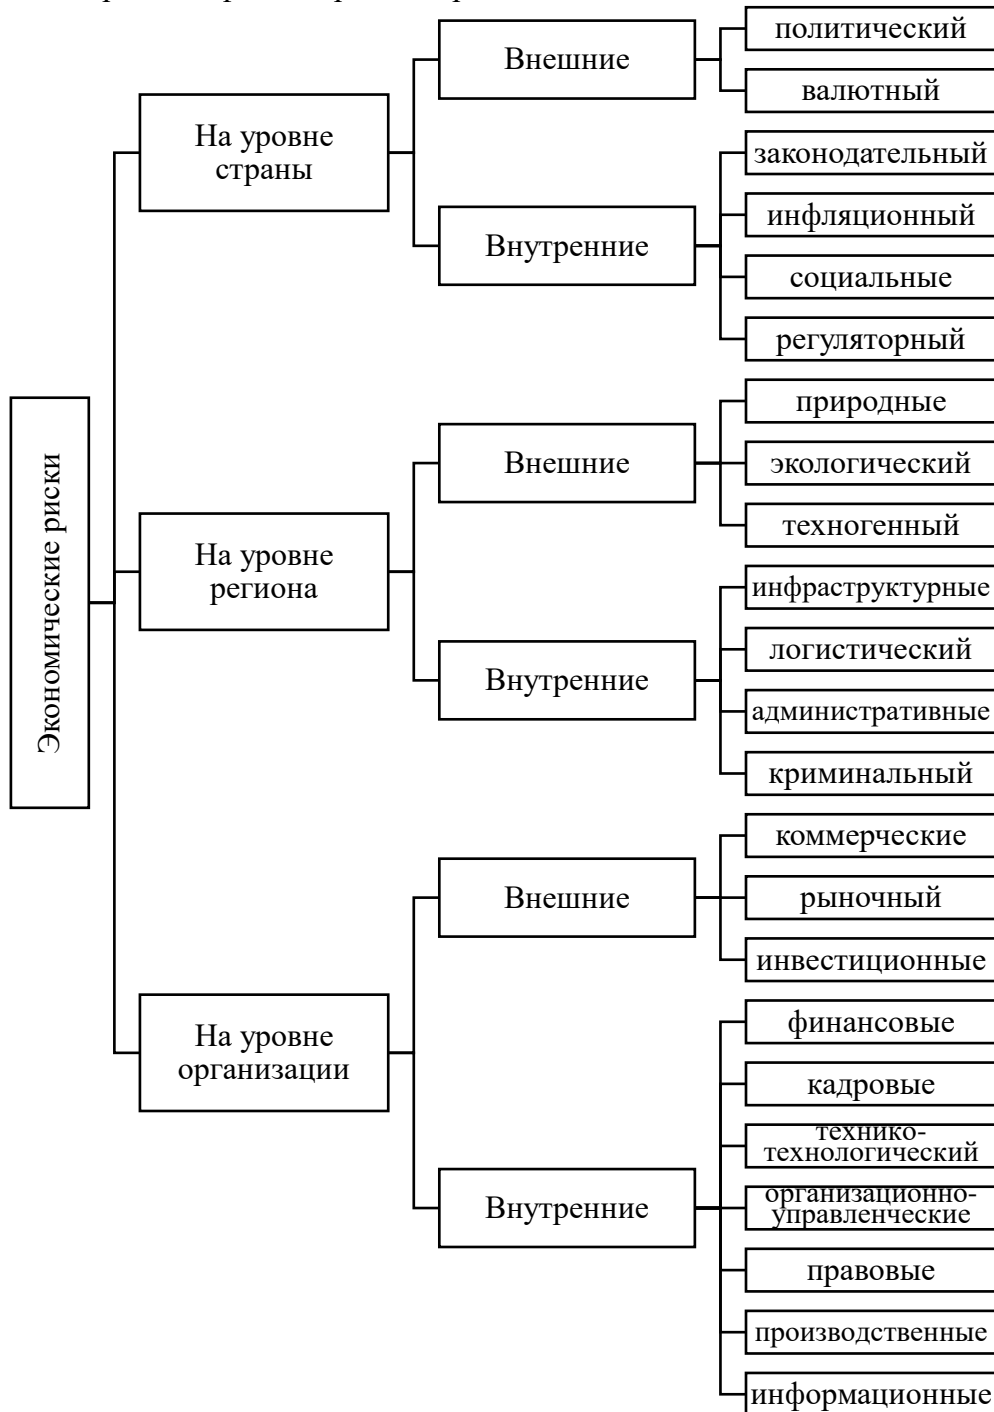 Экономические риски
На уровне
страны
Внешние
политический
валютный
Внутренние
законодательный
инфляционный
социальные
регуляторный
На уровне
региона
Внешние
природные
экологический
техногенный
Внутренние
инфраструктурные
логистический
административные
криминальный
На уровне
организации
Внешние
коммерческие
рыночный
инвестиционные
Внутренние
финансовые
кадровые
технико-
технологический
организационно-
управленческие
правовые
производственные
информационные